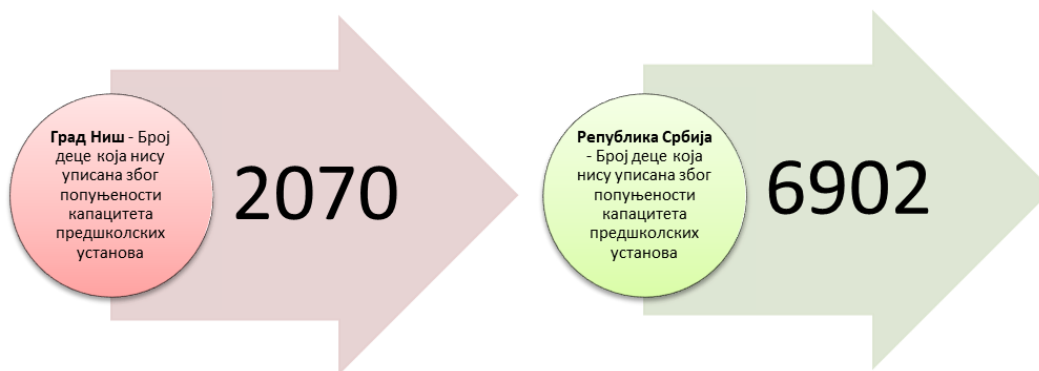 Град Ниш - Број
деце која нису
уписана због
попуњености
капацитета
предшколских
установа
2070
Република Србија
- Број деце која
нису уписана због
попуњености
капацитета
предшколских
установа
6902